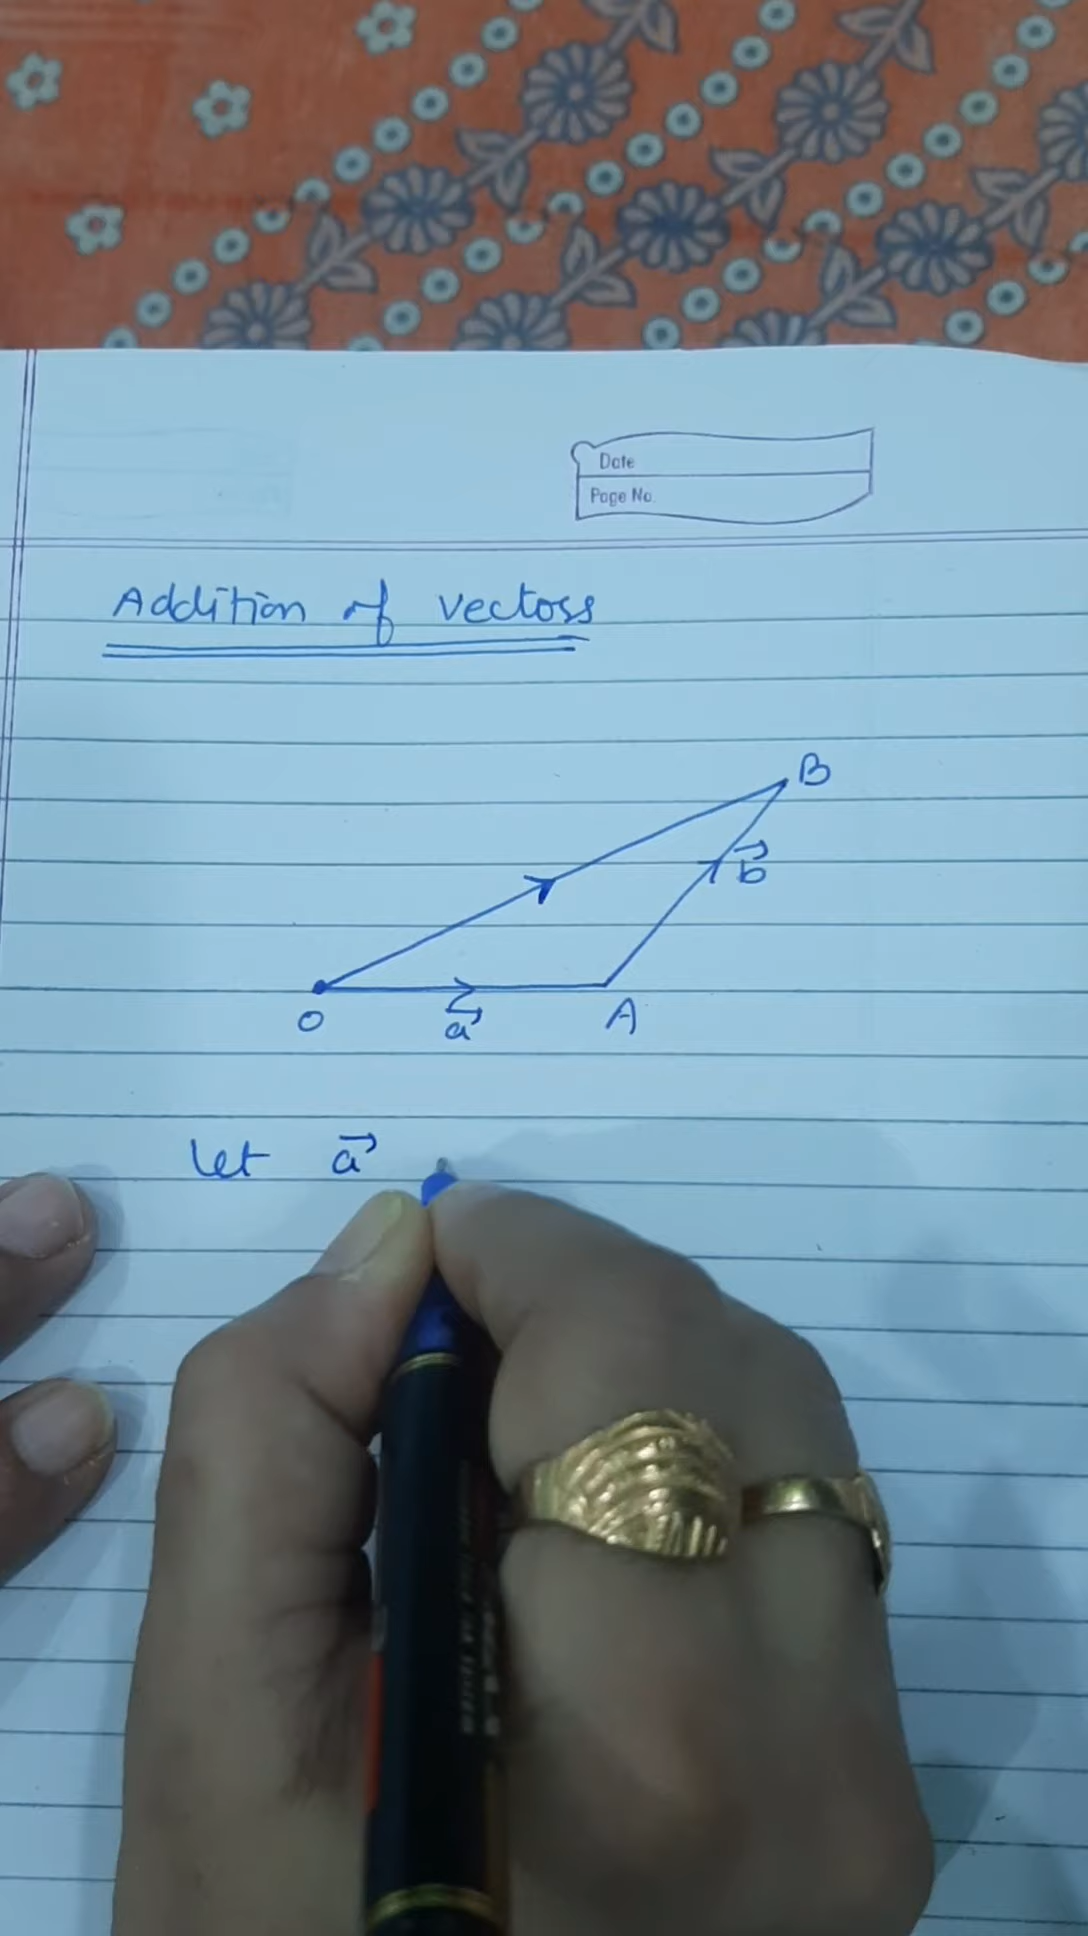 Date
Page No.
Addition of vectoss
B
b⃗
O
a⃗
A
let a⃗